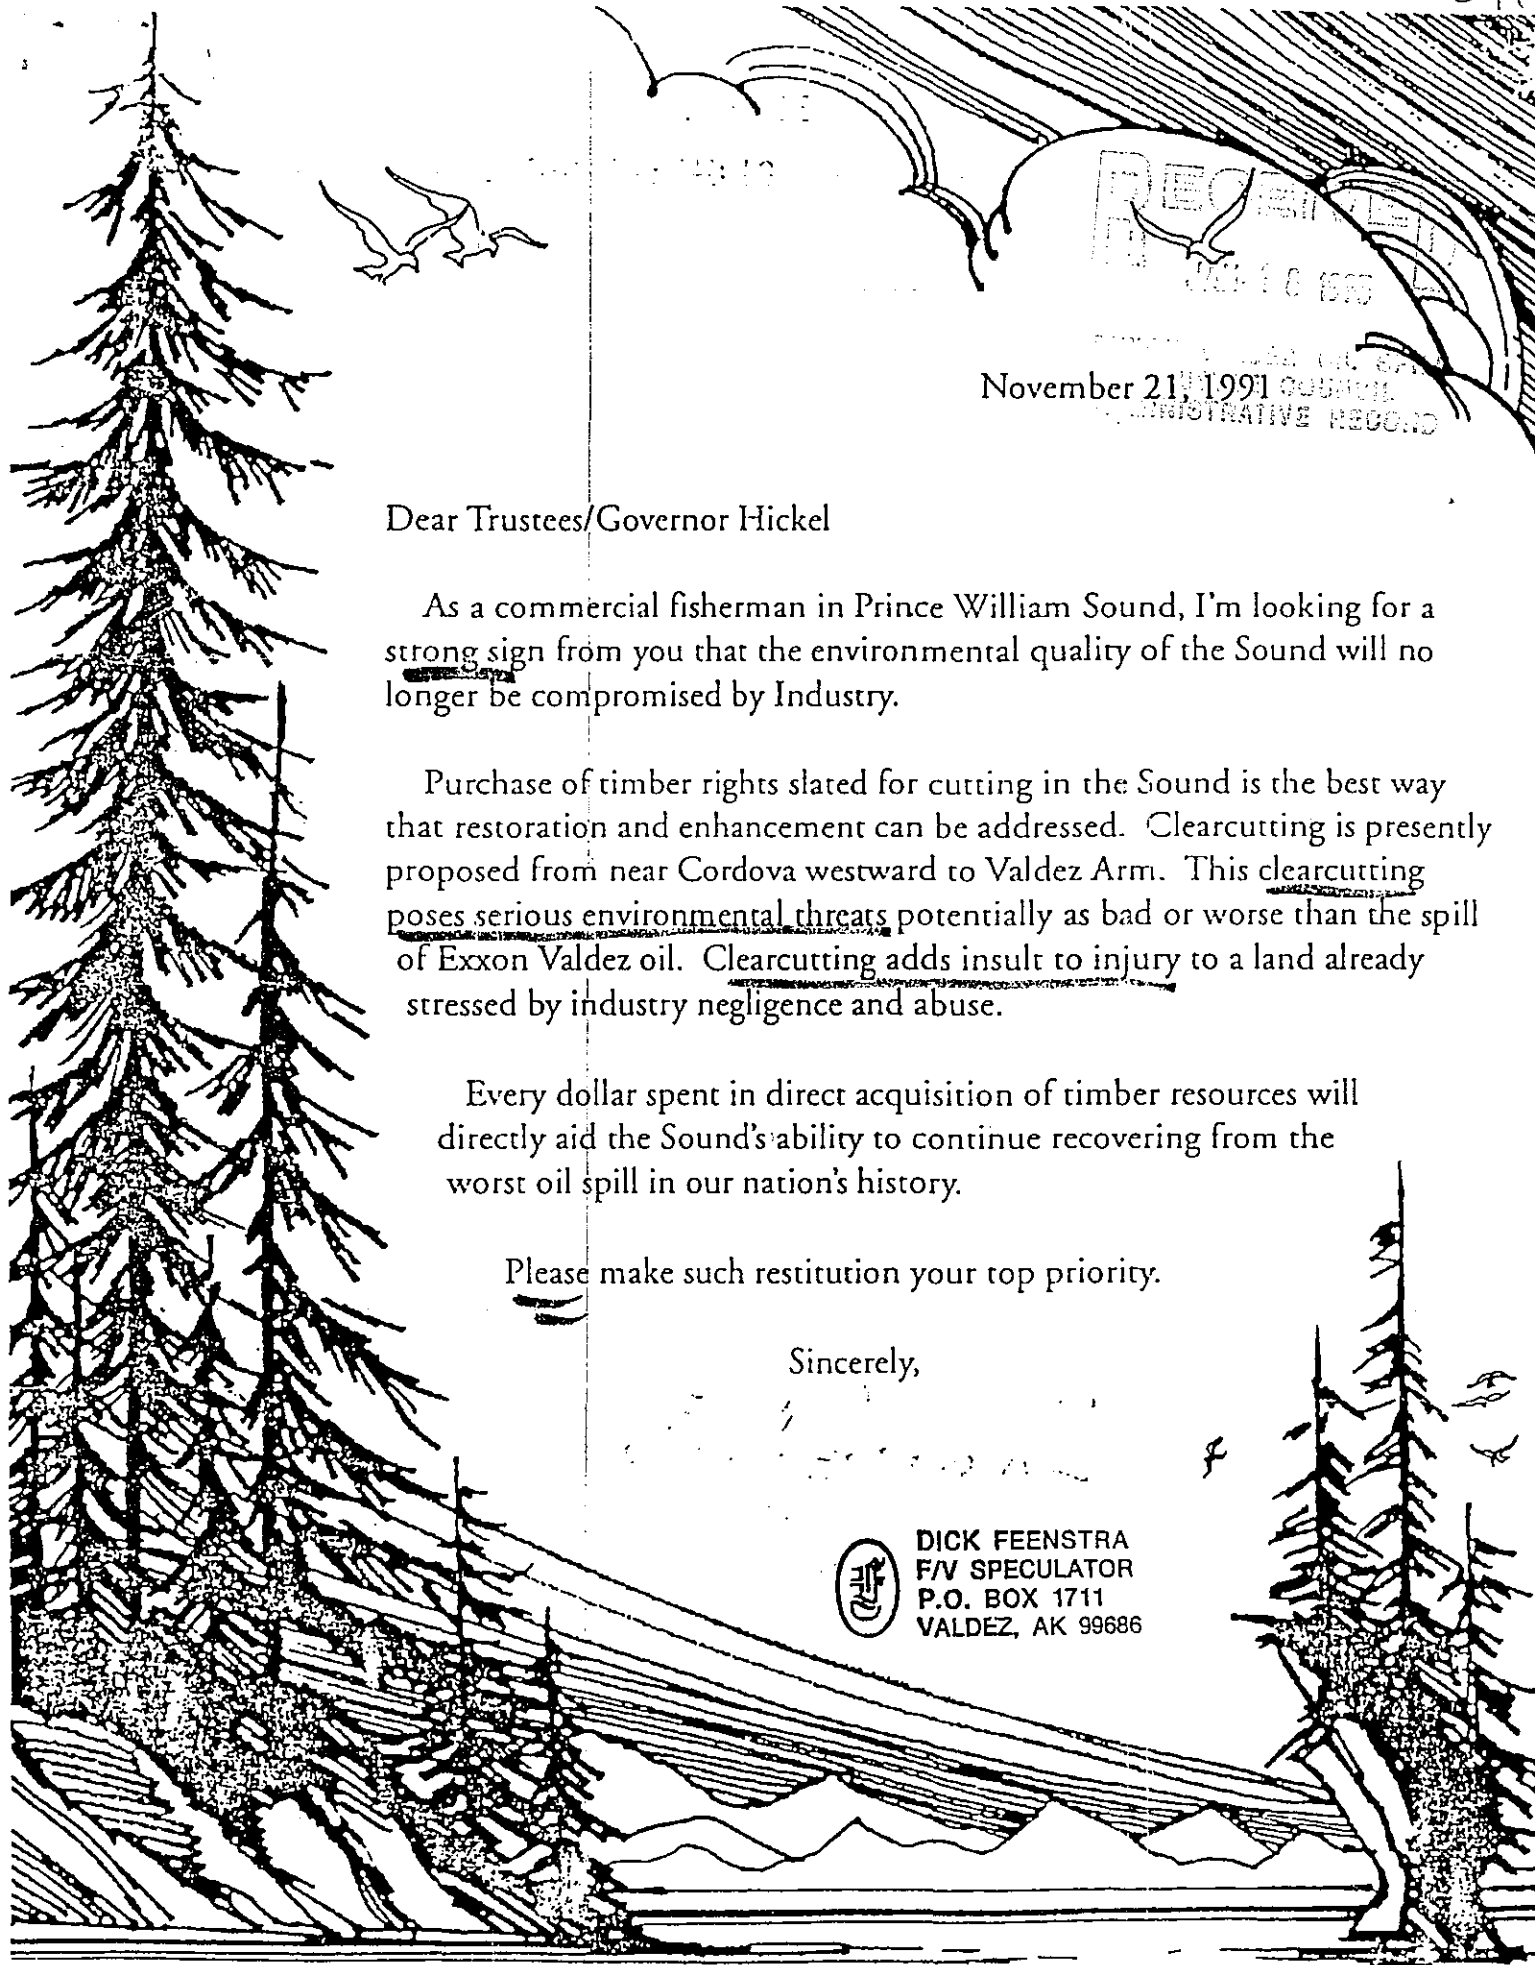 RECEIVED
November 21, 1991
COUNCIL
ADMINISTRATIVE RECORD
Dear Trustees/Governor Hickel
As a commercial fisherman in Prince William Sound, I'm looking for a
strong sign from you that the environmental quality of the Sound will no
longer be compromised by Industry.
Purchase of timber rights slated for cutting in the Sound is the best way
that restoration and enhancement can be addressed. Clearcutting is presently
proposed from near Cordova westward to Valdez Arm. This clearcutting
poses serious environmental threats potentially as bad or worse than the spill
of Exxon Valdez oil. Clearcutting adds insult to injury to a land already
stressed by industry negligence and abuse.
Every dollar spent in direct acquisition of timber resources will
directly aid the Sound's ability to continue recovering from the
worst oil spill in our nation's history.
Please make such restitution your top priority.
Sincerely,
DICK FEENSTRA
F/V SPECULATOR
P.O. BOX 1711
VALDEZ, AK 99686